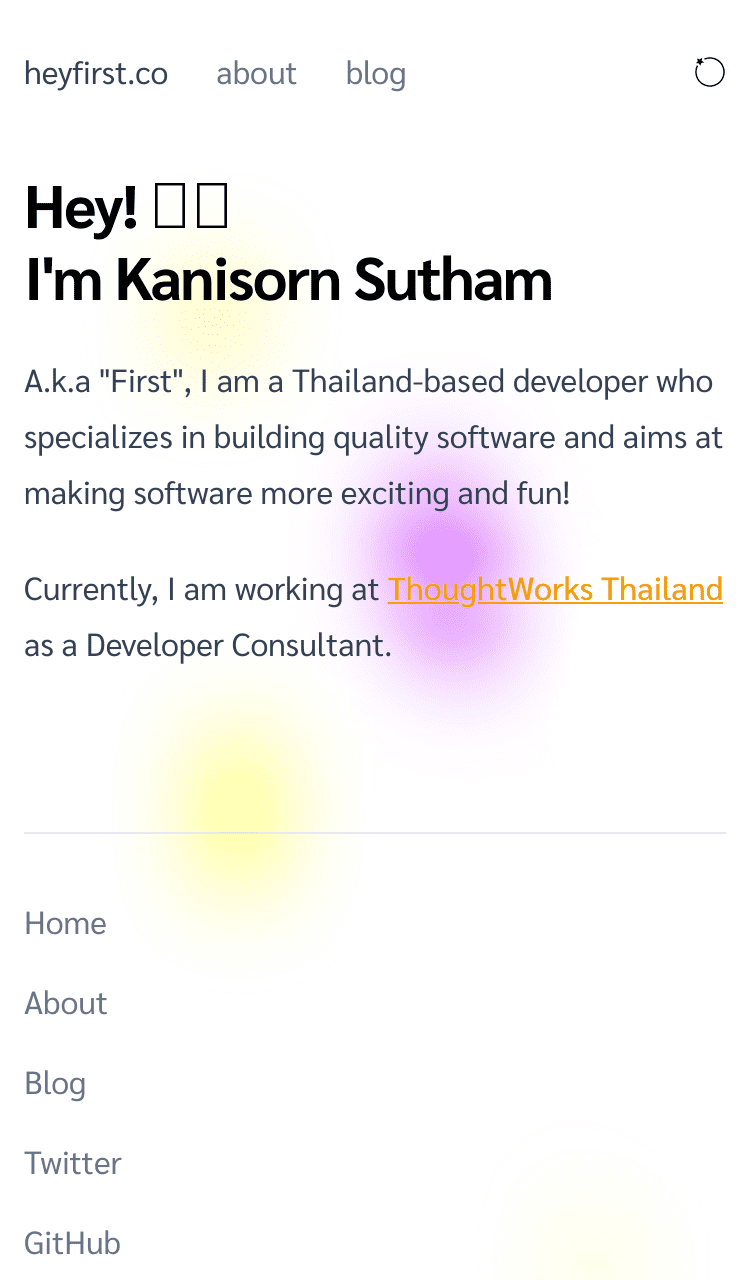 heyfirst.co about blog
Hey!
I'm Kanisorn Sutham
A.k.a "First", I am a Thailand-based developer who
specializes in building quality software and aims at
making software more exciting and fun!
Currently, I am working at ThoughtWorks Thailand
as a Developer Consultant.
Home
About
Blog
Twitter
GitHub